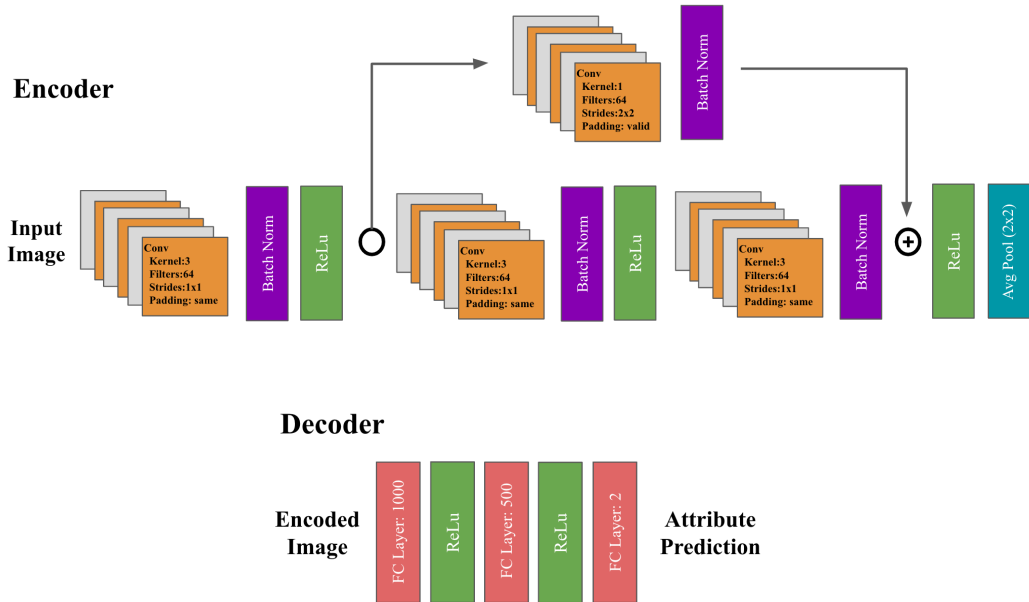 Encoder
Conv
Kernel:1
Filters:64
Strides:2x2
Padding: valid
Batch Norm
Input
Image
Conv
Kernel:3
Filters:64
Strides:1x1
Padding: same
Batch Norm
ReLu
Conv
Kernel:3
Filters:64
Strides:1x1
Padding: same
Batch Norm
ReLu
Conv
Kernel:3
Filters:64
Strides:1x1
Padding: same
Batch Norm
ReLu
Avg Pool (2x2)
Decoder
Encoded
Image
FC Layer: 1000
ReLu
FC Layer: 500
ReLu
FC Layer: 2
Attribute
Prediction